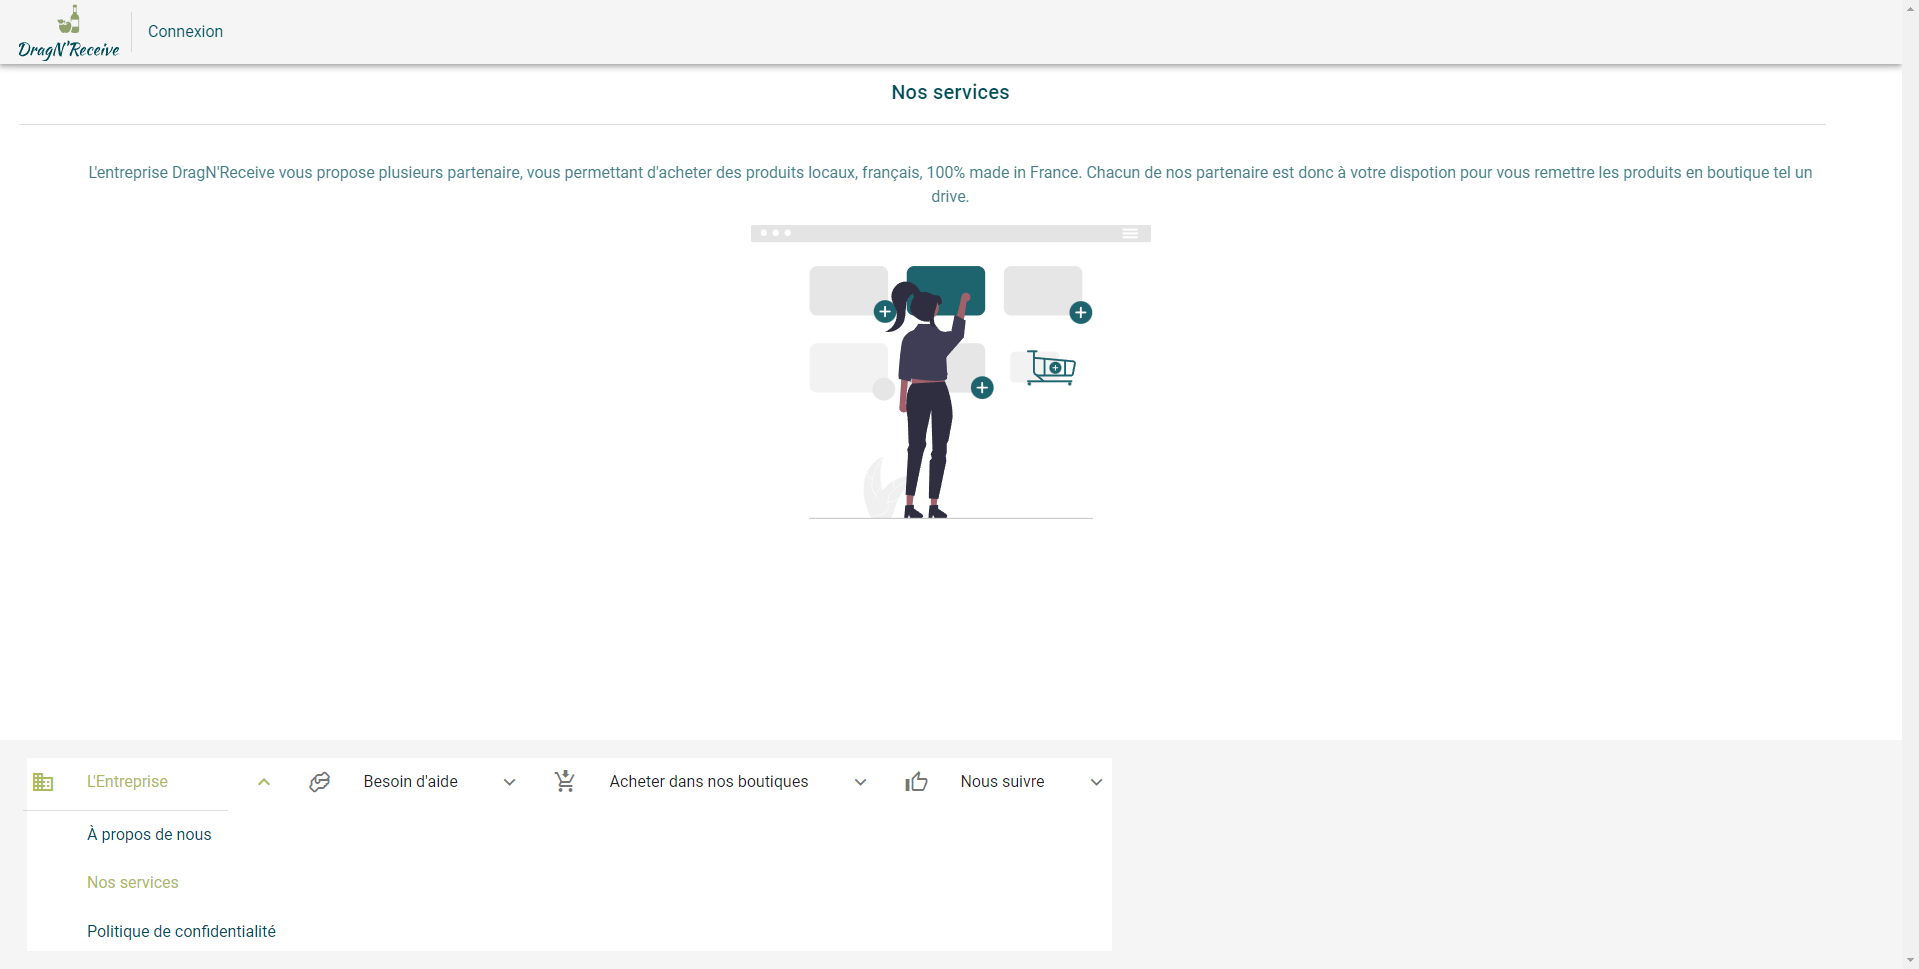 DragN'Receive
Connexion
Nos services
L'entreprise DragN'Receive vous propose plusieurs partenaire, vous permettant d'acheter des produits locaux, français, 100% made in France. Chacun de nos partenaire est donc à votre dispotion pour vous remettre les produits en boutique tel un
drive.
L'Entreprise
Besoin d'aide
Acheter dans nos boutiques
Nous suivre
À propos de nous
Nos services
Politique de confidentialité